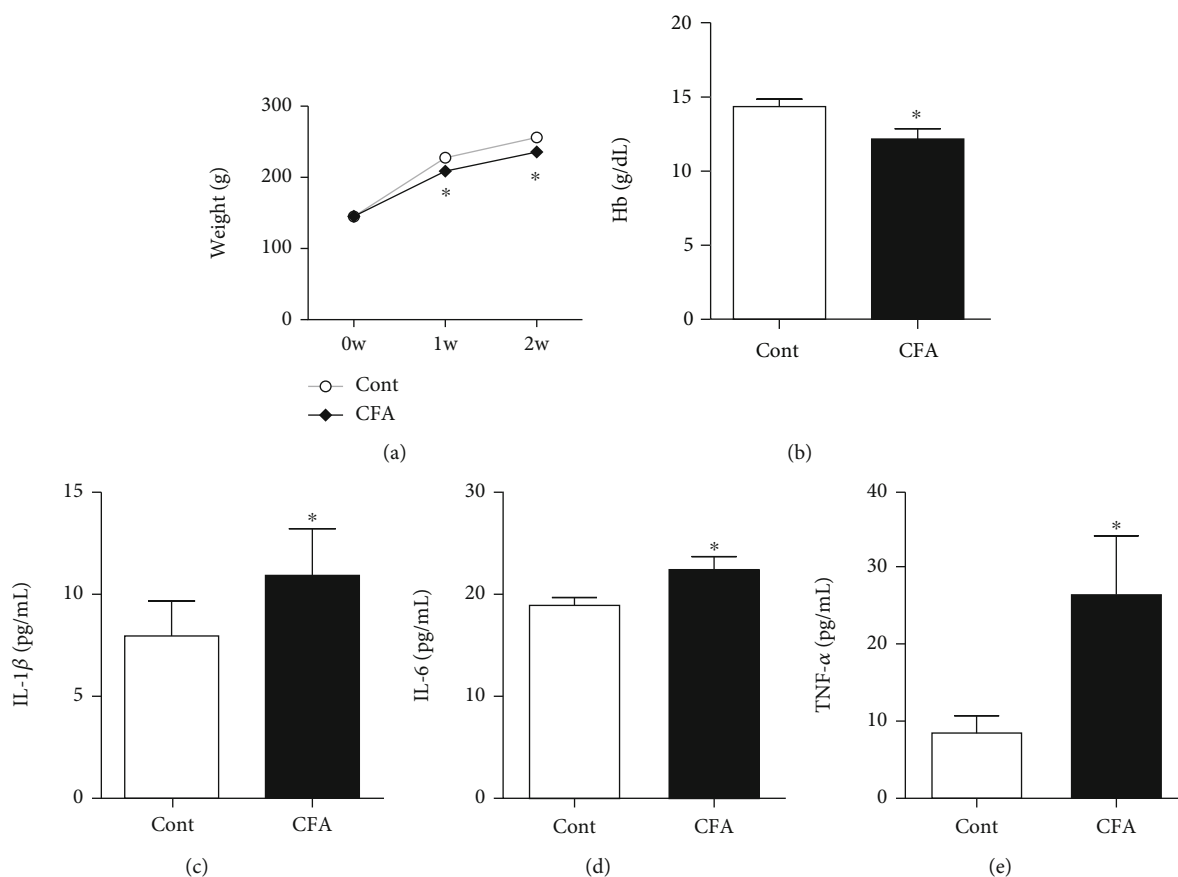 300
200
100
0
Weight (g)
0w 1w 2w
*
*
Cont
CFA
(a)
20
15
10
5
0
Hb (g/dL)
*
Cont CFA
(b)
15
10
5
0
IL-1β (pg/mL)
*
Cont CFA
(c)
30
20
10
0
IL-6 (pg/mL)
*
Cont CFA
(d)
40
30
20
10
0
TNF-α (pg/mL)
*
Cont CFA
(e)